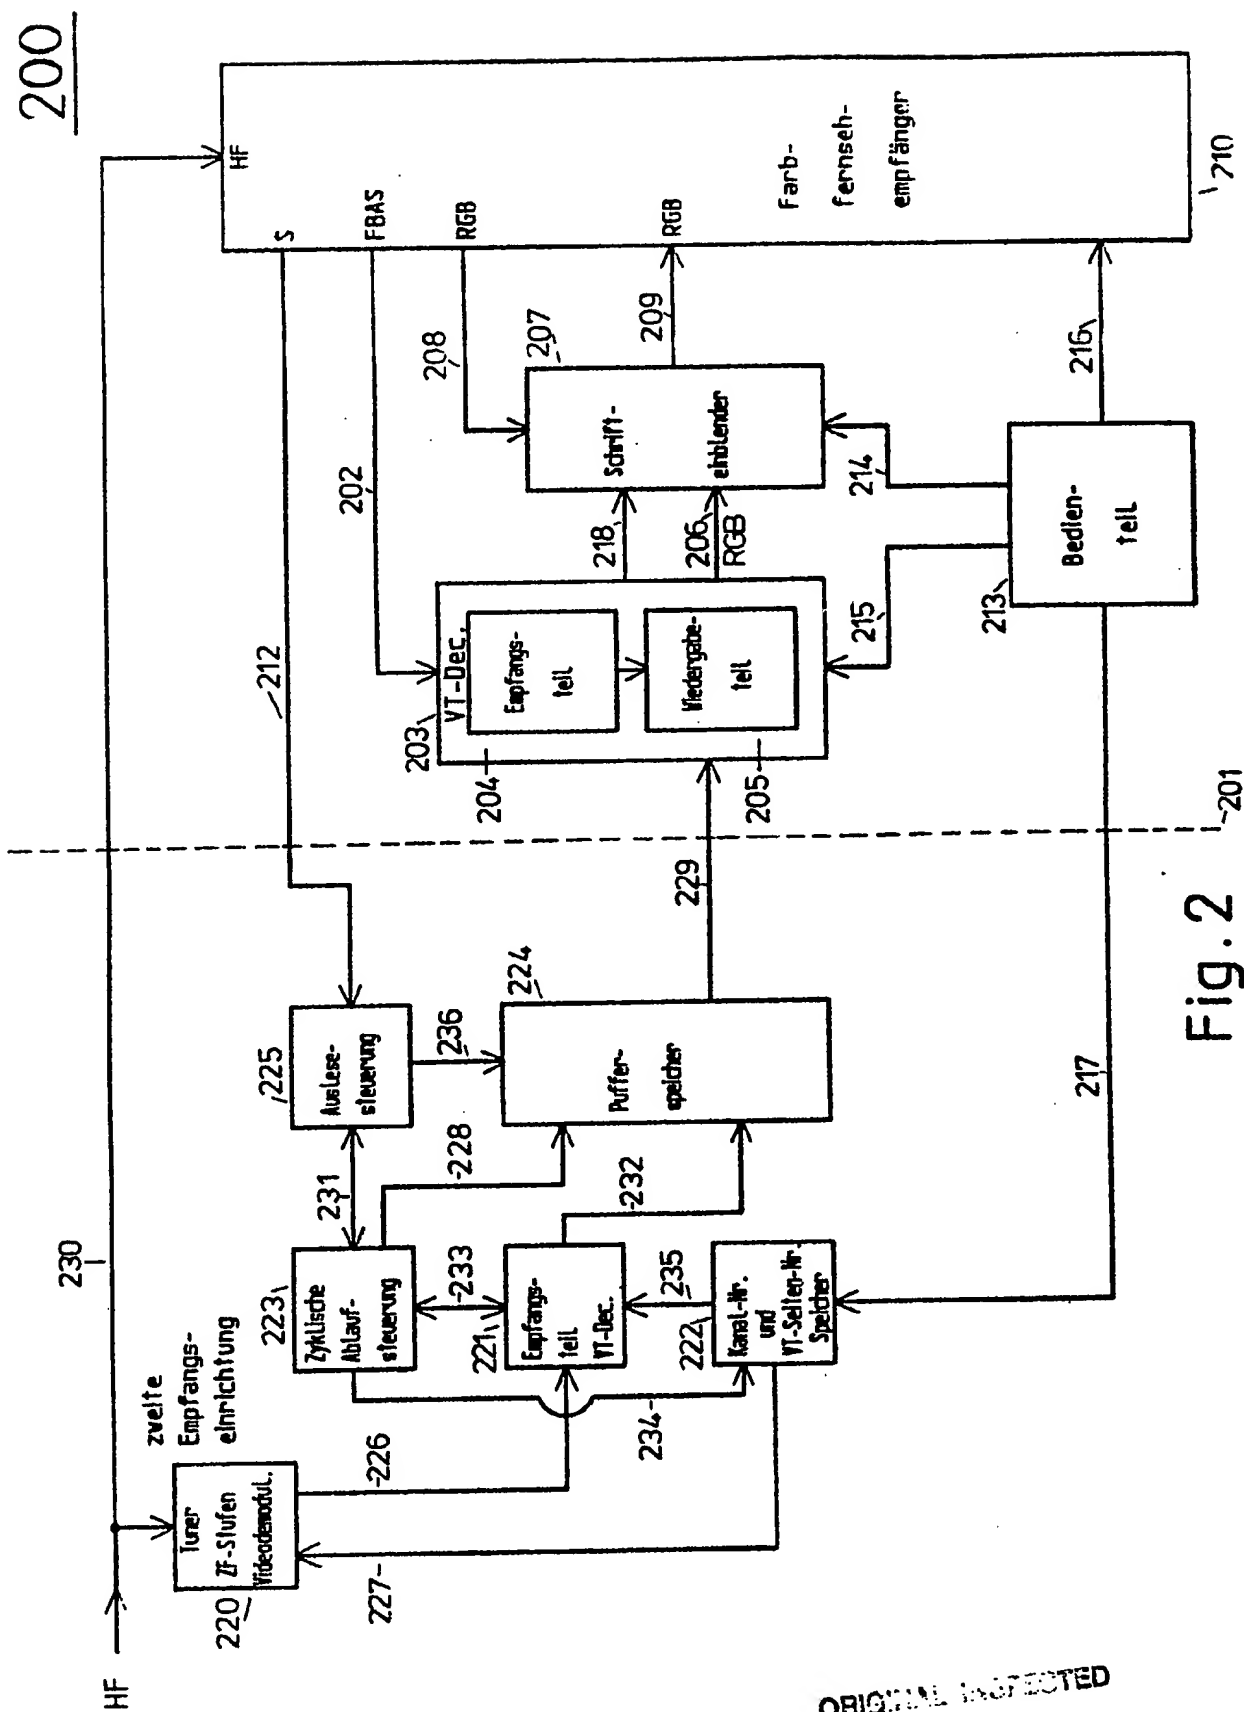 200
HF
230
zweite
Empfangs-
einrichtung
Tuner
ZF-Stufen
Videodemodul.
220
226
227
223
Zyklische
Ablauf-
steuerung
231
233
228
221
Empfangs-
teil
VT-Dec.
232
234
235
222
Kanal-Nr.
und
VT-Seiten-Nr.
Speicher
225
Auslese-
steuerung
236
224
Puffer-
speicher
229
217
212
202
203
VT-Dec.
204
Empfangs-
teil
205
Wiedergabe-
teil
218
206
RGB
215
214
213
Bedien-
teil
216
208
207
Schrift-
einblender
209
HF
S
FBAS
RGB
RGB
Farb-
fernseh-
empfänger
210
201
Fig. 2
ORIGINAL INSPECTED